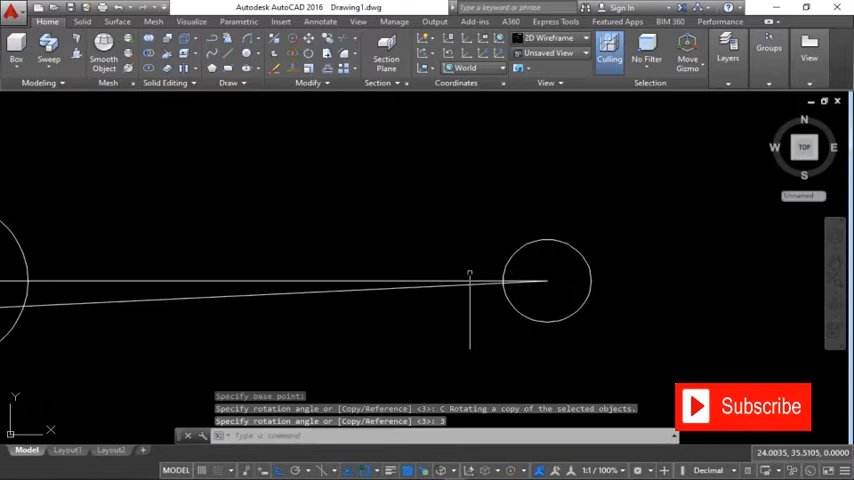 Autodesk AutoCAD 2016 Drawing1.dwg
Type a keyword or phrase
Sign In
Home Solid Surface Mesh Visualize Parametric Insert Annotate View Manage Output Add-ins A360 Express Tools Featured Apps BIM 360 Performance
Box Sweep Smooth Object Section Plane World 2D Wireframe Unsaved View Culling No Filter Move Gizmo Layers Groups View
Modeling Mesh Solid Editing Draw Modify Section Coordinates View Selection
N
W TOP E
S
Unnamed
Specify base point:
Specify rotation angle or [Copy/Reference] <3>: C Rotating a copy of the selected objects.
Specify rotation angle or [Copy/Reference] <3>: 3
Type a command
Subscribe
Y
X
Model Layout1 Layout2 +
24.0035, 35.5105, 0.0000
MODEL 1:1 / 100% Decimal